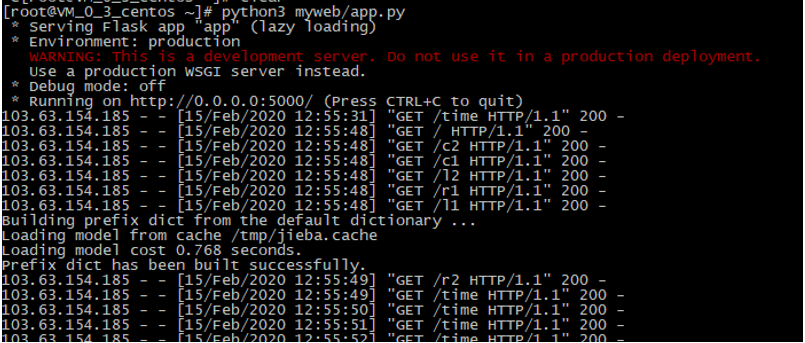 [root@VM_0_3_centos ~]# python3 myweb/app.py
 * Serving Flask app "app" (lazy loading)
 * Environment: production
   WARNING: This is a development server. Do not use it in a production deployment.
   Use a production WSGI server instead.
 * Debug mode: off
 * Running on http://0.0.0.0:5000/ (Press CTRL+C to quit)
103.63.154.185 - - [15/Feb/2020 12:55:31] "GET /time HTTP/1.1" 200 -
103.63.154.185 - - [15/Feb/2020 12:55:48] "GET / HTTP/1.1" 200 -
103.63.154.185 - - [15/Feb/2020 12:55:48] "GET /c2 HTTP/1.1" 200 -
103.63.154.185 - - [15/Feb/2020 12:55:48] "GET /c1 HTTP/1.1" 200 -
103.63.154.185 - - [15/Feb/2020 12:55:48] "GET /l2 HTTP/1.1" 200 -
103.63.154.185 - - [15/Feb/2020 12:55:48] "GET /r1 HTTP/1.1" 200 -
103.63.154.185 - - [15/Feb/2020 12:55:48] "GET /l1 HTTP/1.1" 200 -
Building prefix dict from the default dictionary ...
Loading model from cache /tmp/jieba.cache
Loading model cost 0.768 seconds.
Prefix dict has been built successfully.
103.63.154.185 - - [15/Feb/2020 12:55:49] "GET /r2 HTTP/1.1" 200 -
103.63.154.185 - - [15/Feb/2020 12:55:49] "GET /time HTTP/1.1" 200 -
103.63.154.185 - - [15/Feb/2020 12:55:50] "GET /time HTTP/1.1" 200 -
103.63.154.185 - - [15/Feb/2020 12:55:51] "GET /time HTTP/1.1" 200 -
103.63.154.185 - - [15/Feb/2020 12:55:52] "GET /time HTTP/1.1" 200 -